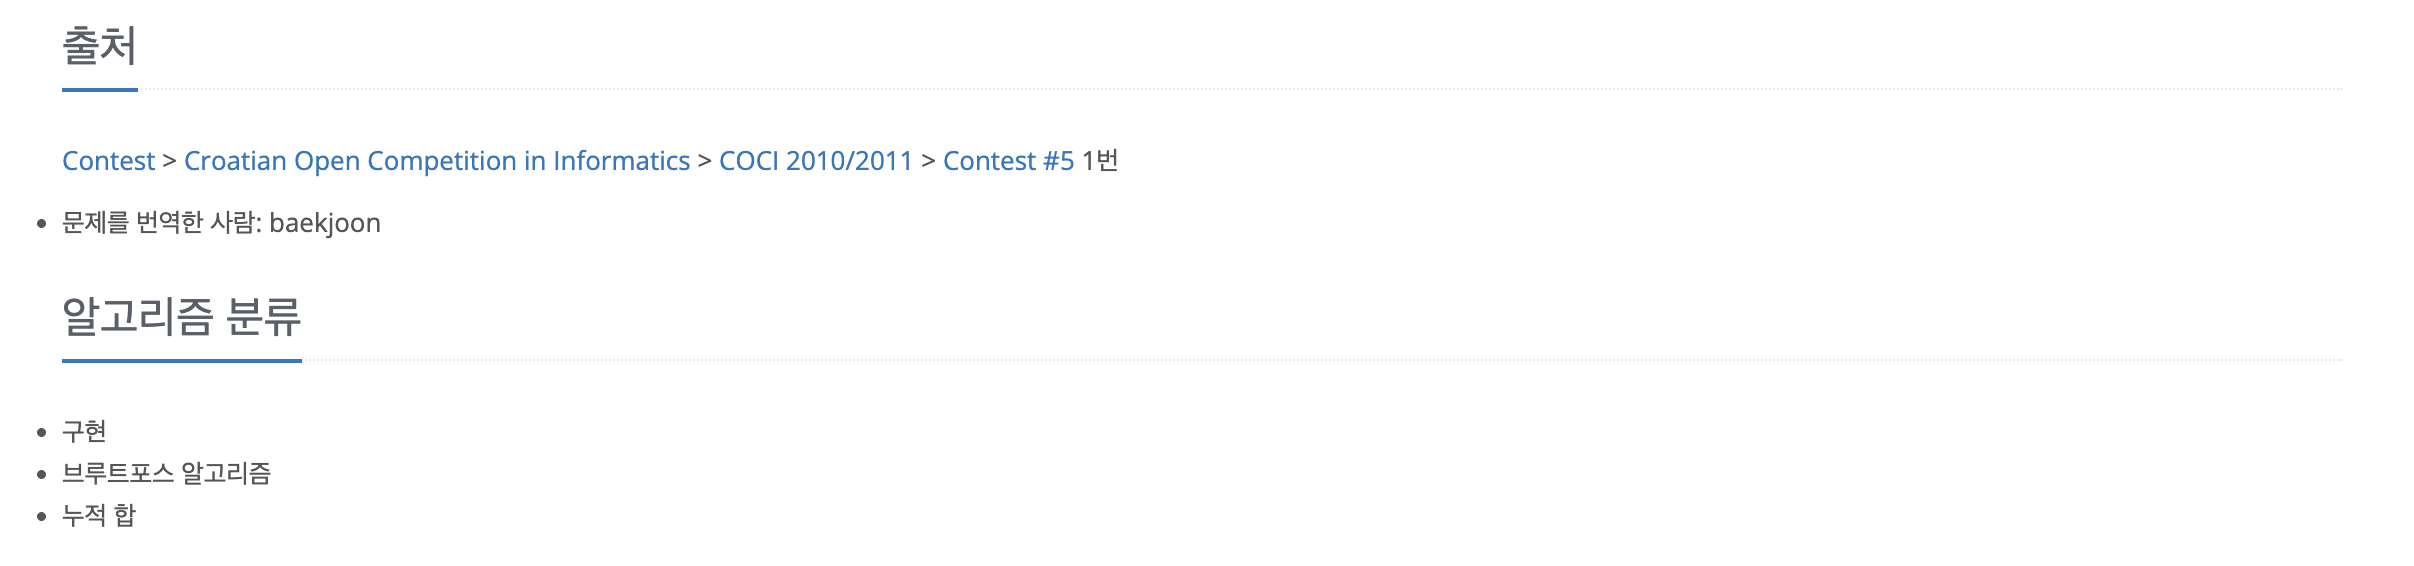 출처
Contest > Croatian Open Competition in Informatics > COCI 2010/2011 > Contest #5 1번
문제를 번역한 사람: baekjoon
알고리즘 분류
구현
브루트포스 알고리즘
누적 합